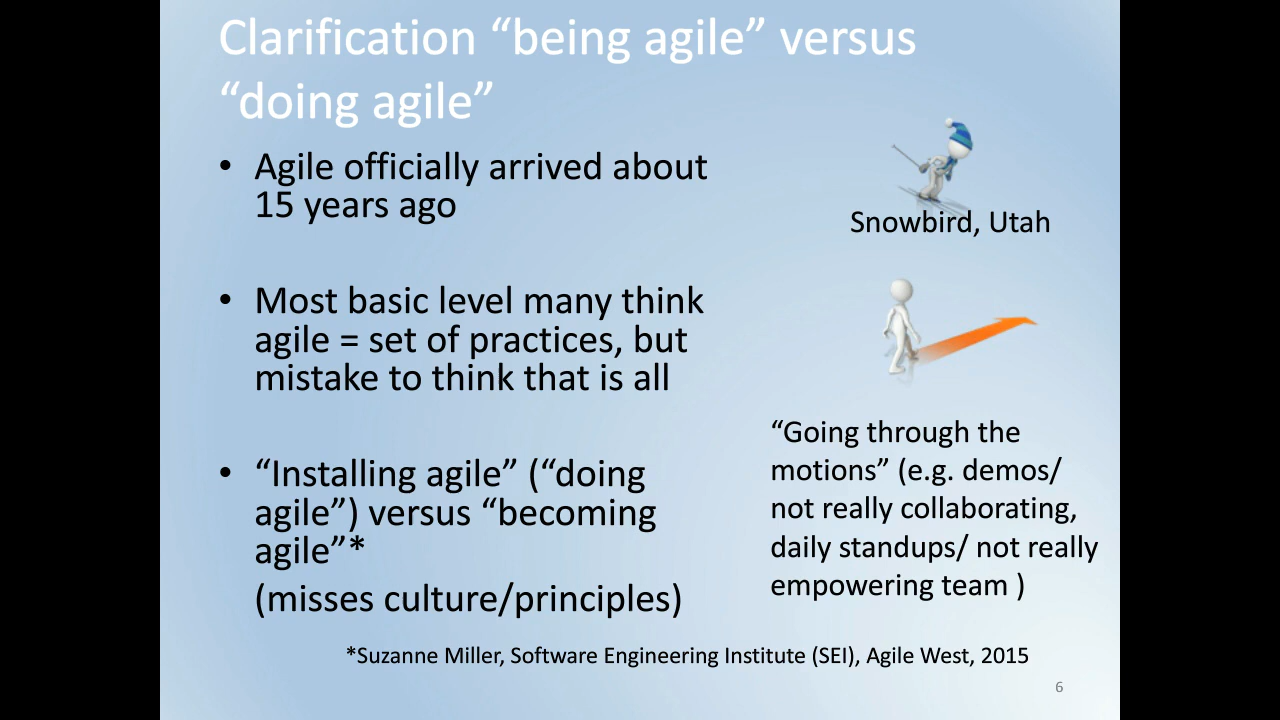 Clarification “being agile” versus
“doing agile”
• Agile officially arrived about
15 years ago
Snowbird, Utah
• Most basic level many think
agile = set of practices, but
mistake to think that is all
• “Installing agile” (“doing
agile”) versus “becoming
agile”*
(misses culture/principles)
“Going through the
motions” (e.g. demos/
not really collaborating,
daily standups/ not really
empowering team )
*Suzanne Miller, Software Engineering Institute (SEI), Agile West, 2015
6